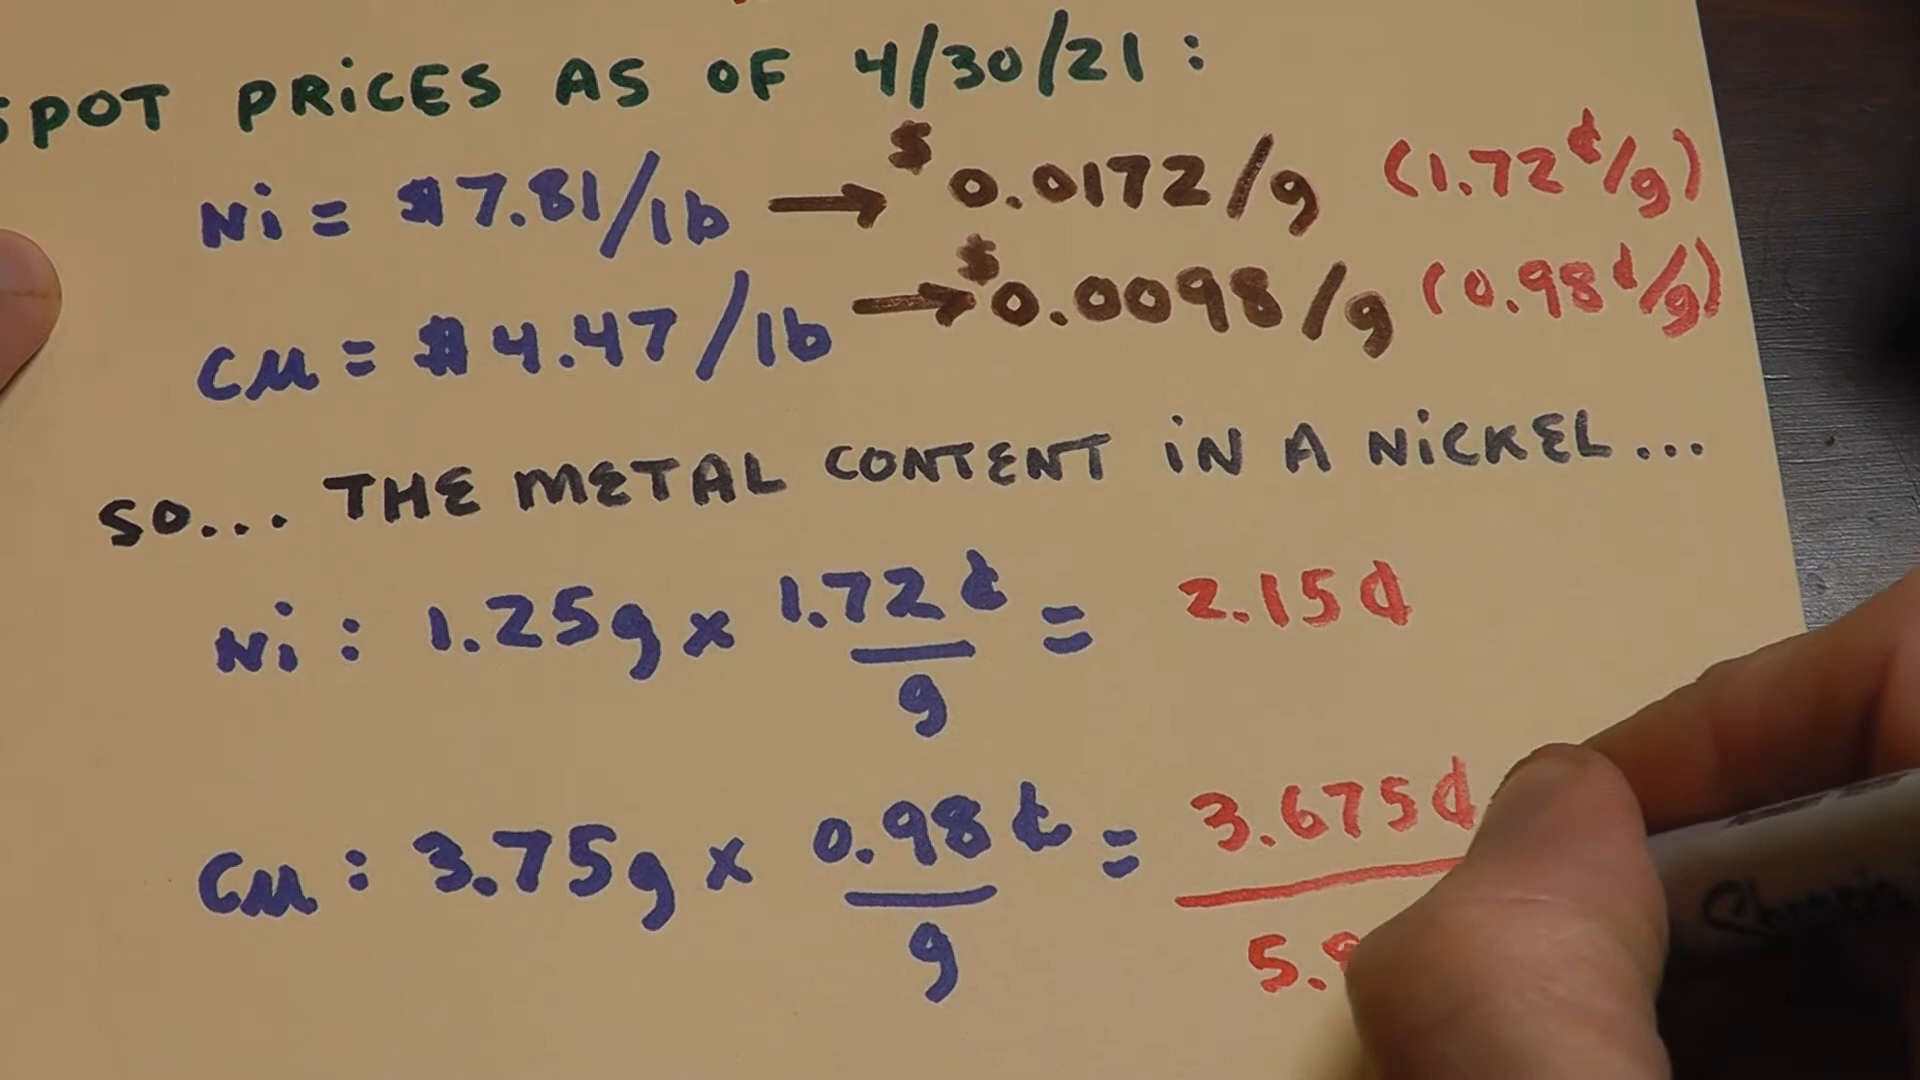 SPOT PRICES AS OF 4/30/21:
Ni = $7.81/lb → $0.0172/g (1.72¢/g)
Cu = $4.47/lb → $0.0098/g (0.98¢/g)
SO... THE METAL CONTENT IN A NICKEL...
Ni: 1.25g x 1.72¢ = 2.15¢
g
Cu: 3.75g x 0.98¢ = 3.675¢
g
5.8